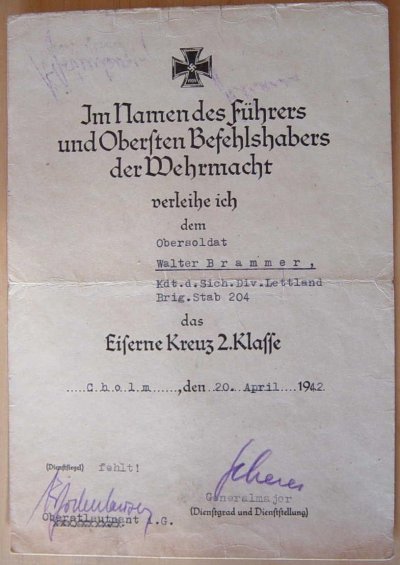 Im Namen des Führers
und Obersten Befehlshabers
der Wehrmacht
verleihe ich
dem
Obersoldat
Walter Brammer,
Kdt.d.Sich.Div.Lettland
Brig.Stab 204
das
Eiserne Kreuz 2.Klasse
.....Cholm.....,den 20. April....1942
(Dienstsiegel) fehlt!
Scherer
Generalmajor
Oberstleutnant i.G.
(Dienstgrad und Dienststellung)